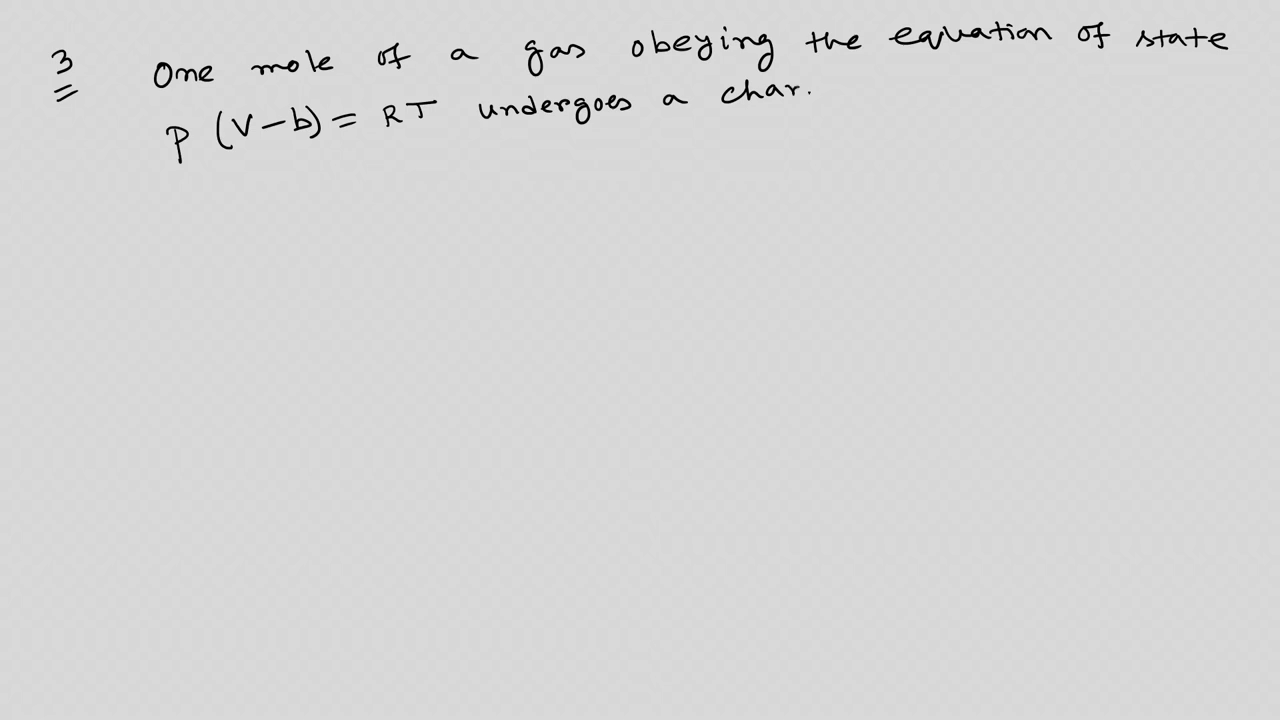 3 One mole of a gas obeying the equation of state
P (V-b) = RT undergoes a char.